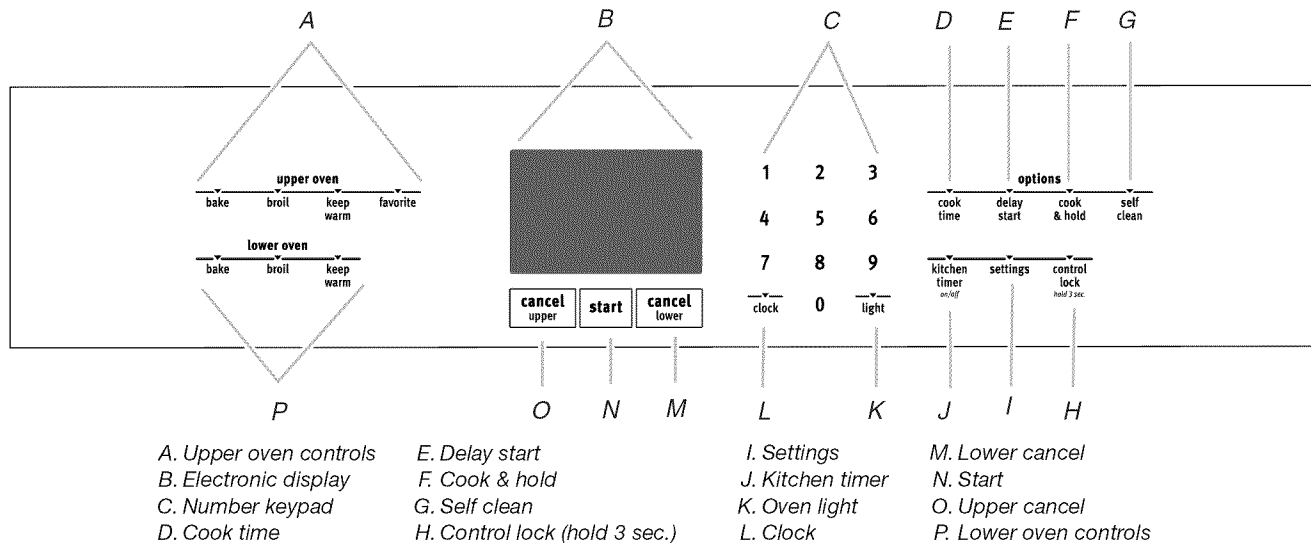 A B C D E F G
upper oven
bake broil keep warm favorite
lower oven
bake broil keep warm
cancel upper
start
cancel lower
1 2 3
4 5 6
7 8 9
clock 0 light
options
cook time
delay start
cook & hold
self clean
kitchen timer on/off
settings
control lock hold 3 sec.
P O N M L K J I H
A. Upper oven controls
B. Electronic display
C. Number keypad
D. Cook time
E. Delay start
F. Cook & hold
G. Self clean
H. Control lock (hold 3 sec.)
I. Settings
J. Kitchen timer
K. Oven light
L. Clock
M. Lower cancel
N. Start
O. Upper cancel
P. Lower oven controls